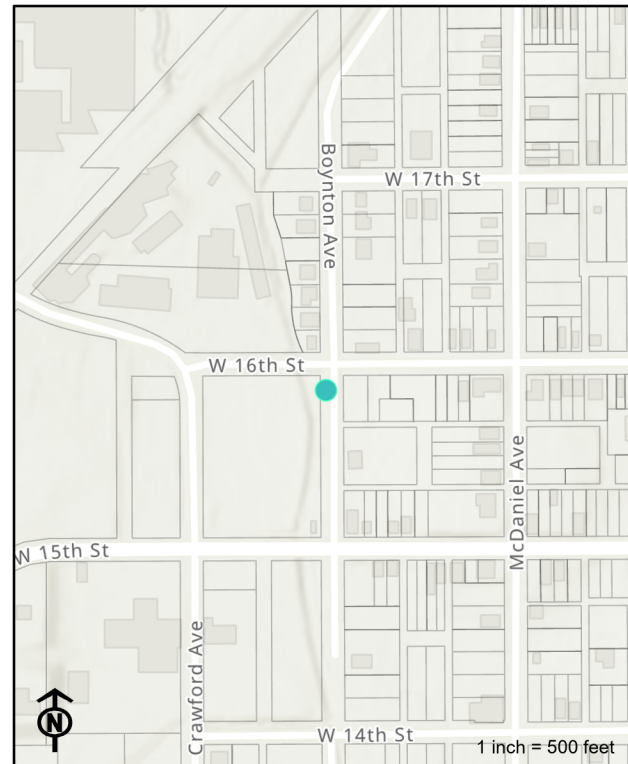 Boynton Ave
W 17th St
W 16th St
McDaniel Ave
W 15th St
Crawford Ave
W 14th St
N
1 inch = 500 feet